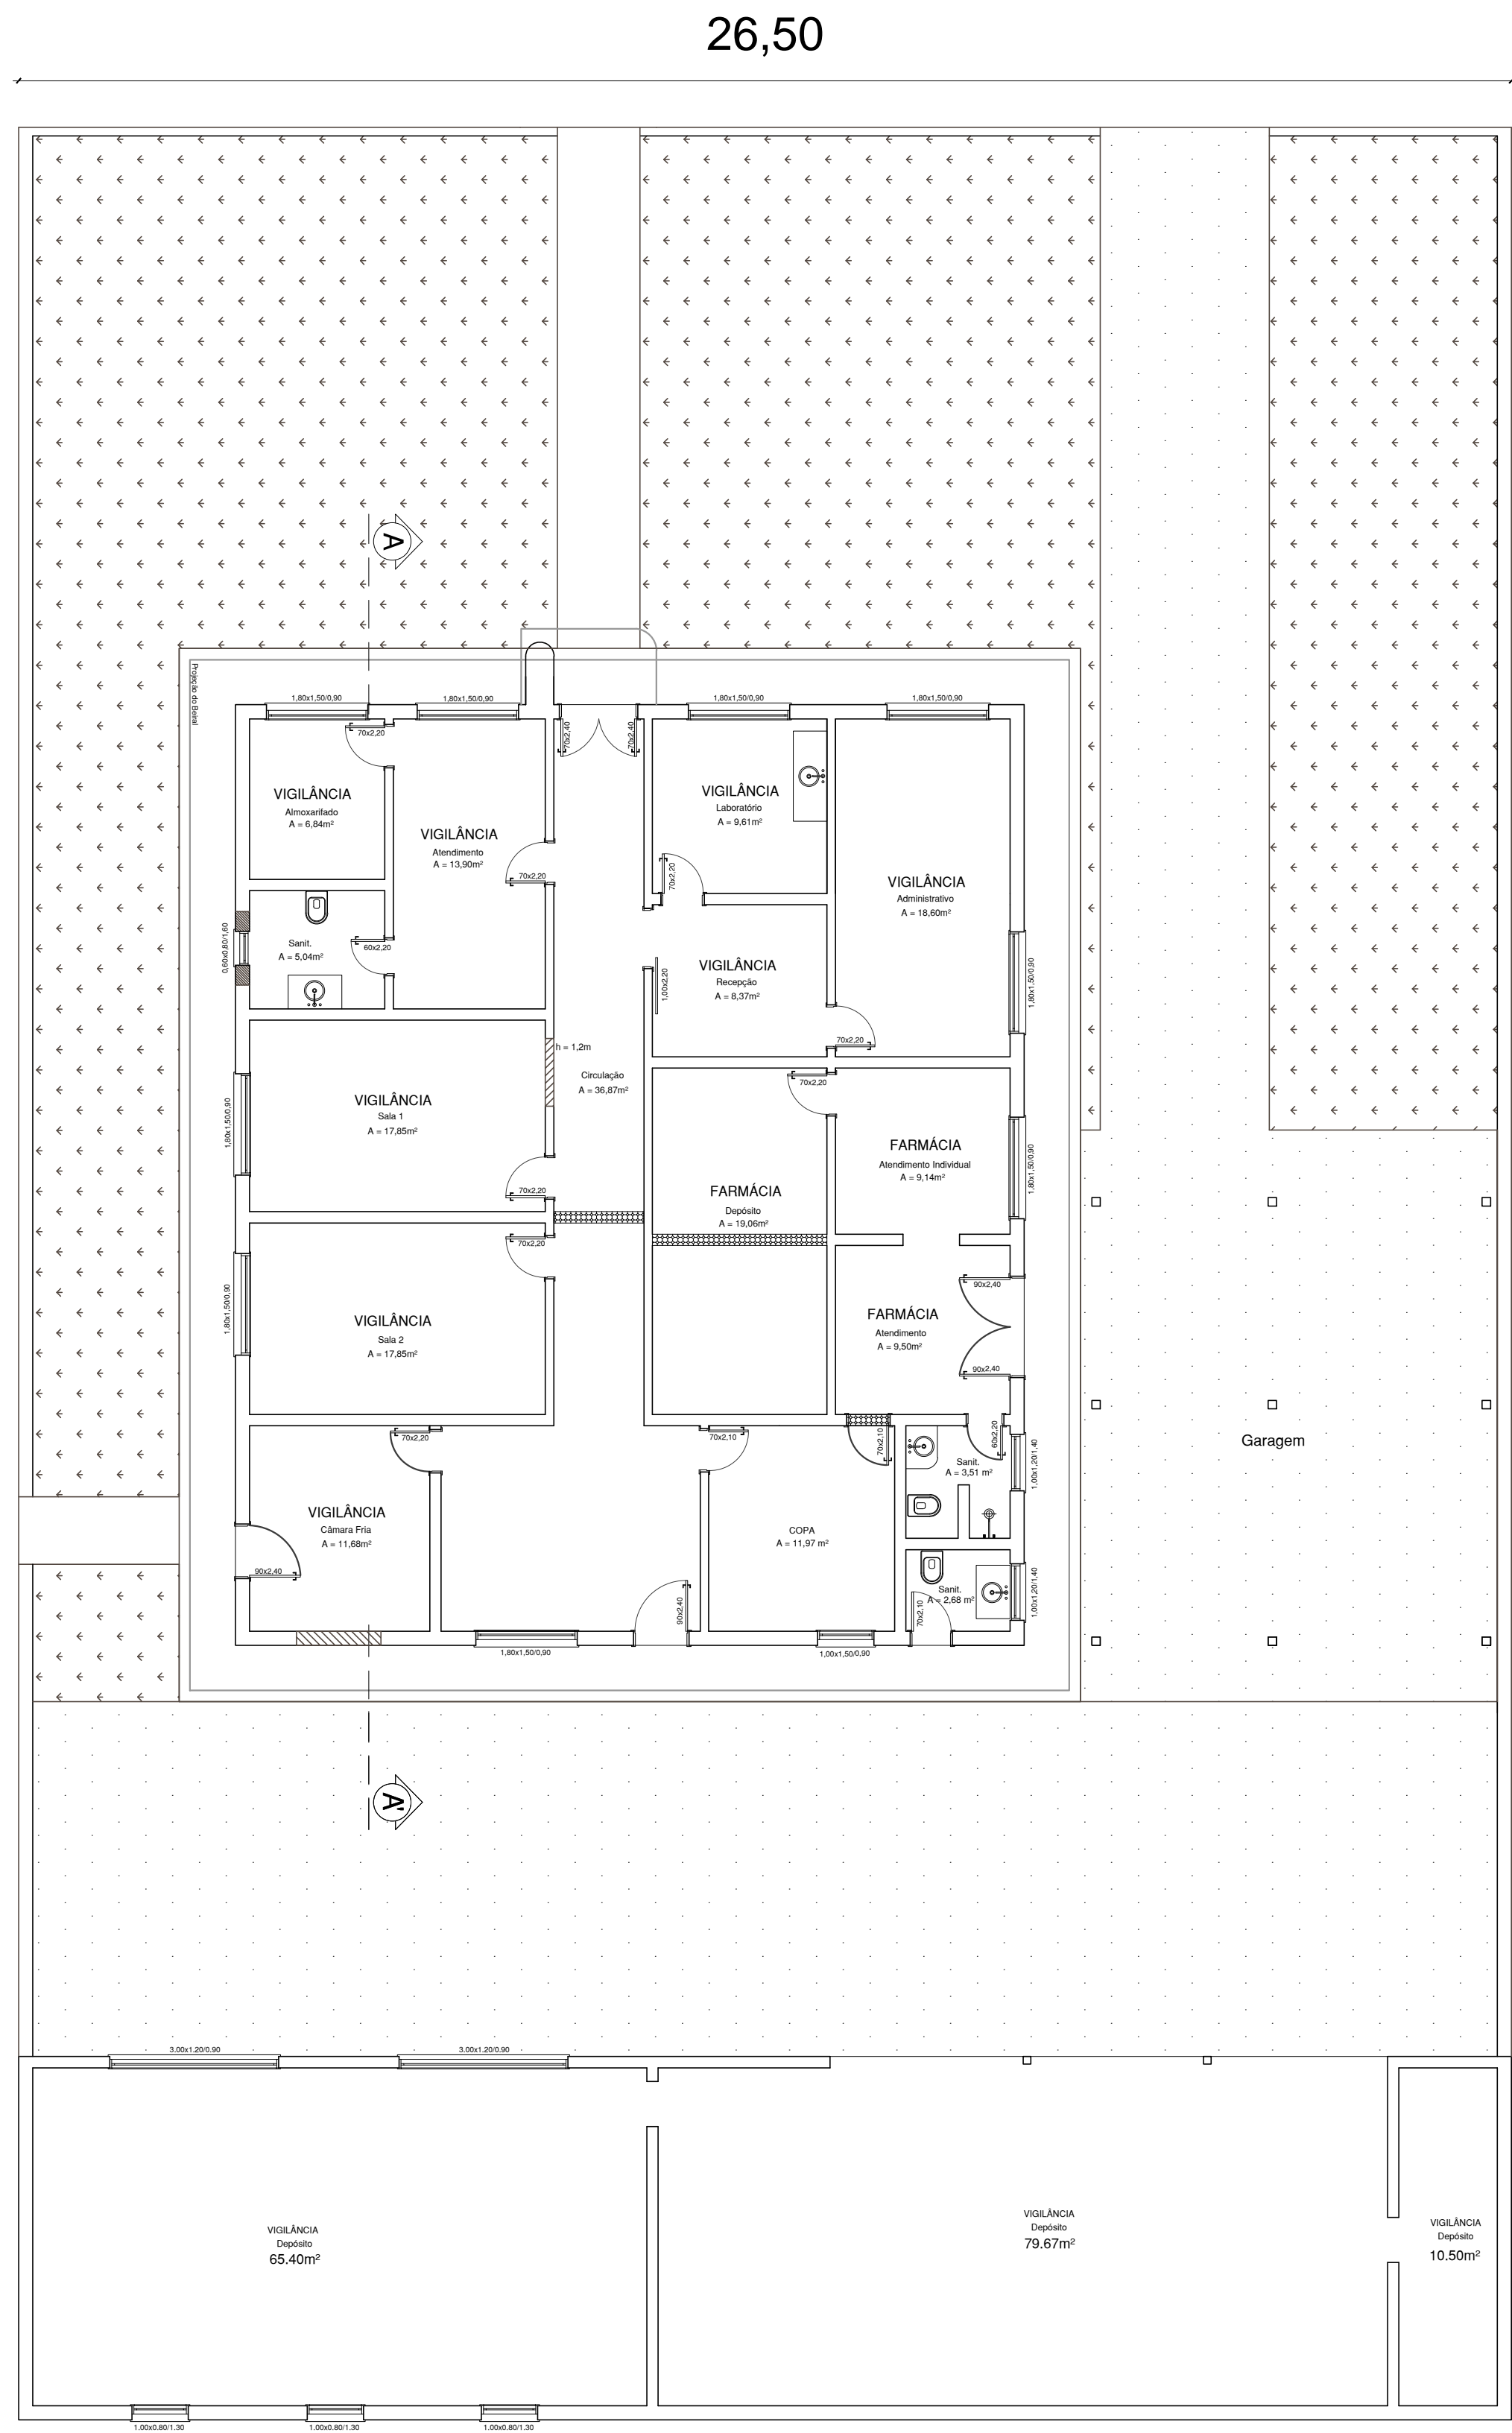 26,50
A
Projeção do Beiral
1,80x1,50/0,90
1,80x1,50/0,90
1,80x1,50/0,90
1,80x1,50/0,90
70x2,20
70x2,40
70x2,40
VIGILÂNCIA
Almoxarifado
A = 6,84m²
VIGILÂNCIA
Atendimento
A = 13,90m²
70x2,20
VIGILÂNCIA
Laboratório
A = 9,61m²
70x2,20
VIGILÂNCIA
Administrativo
A = 18,60m²
0,60x0,80/1,60
Sanit.
A = 5,04m²
60x2,20
VIGILÂNCIA
Recepção
A = 8,37m²
1,00x2,20
1,80x1,50/0,90
70x2,20
h = 1,2m
Circulação
A = 36,87m²
VIGILÂNCIA
Sala 1
A = 17,85m²
1,80x1,50/0,90
70x2,20
70x2,20
FARMÁCIA
Atendimento Individual
A = 9,14m²
1,80x1,50/0,90
FARMÁCIA
Depósito
A = 19,06m²
70x2,20
VIGILÂNCIA
Sala 2
A = 17,85m²
1,80x1,50/0,90
90x2,40
FARMÁCIA
Atendimento
A = 9,50m²
90x2,40
Garagem
70x2,20
70x2,10
70x2,10
60x2,20
Sanit.
A = 3,51 m²
1,00x1,20/1,40
VIGILÂNCIA
Câmara Fria
A = 11,68m²
90x2,40
COPA
A = 11,97 m²
90x2,40
Sanit.
A = 2,68 m²
70x2,10
1,00x1,20/1,40
1,80x1,50/0,90
1,00x1,50/0,90
A'
3.00x1.20/0.90
3.00x1.20/0.90
VIGILÂNCIA
Depósito
65.40m²
VIGILÂNCIA
Depósito
79.67m²
VIGILÂNCIA
Depósito
10.50m²
1.00x0.80/1.30
1.00x0.80/1.30
1.00x0.80/1.30